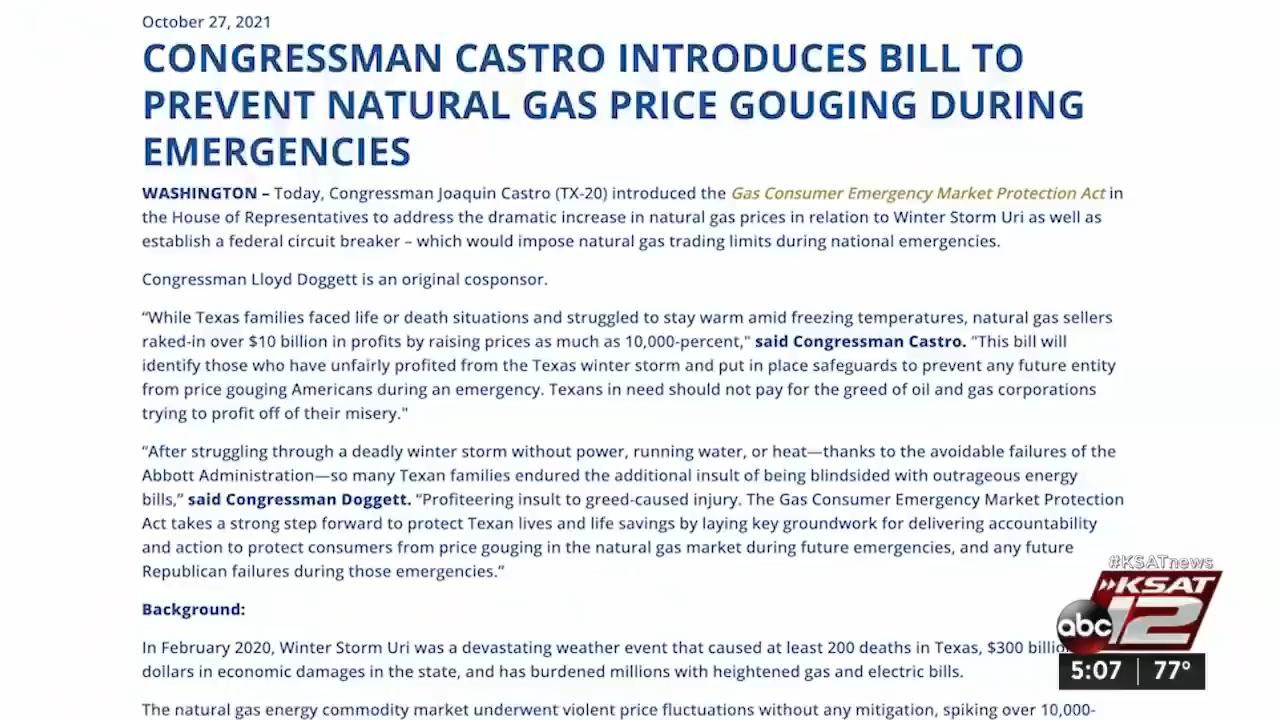 October 27, 2021
CONGRESSMAN CASTRO INTRODUCES BILL TO
PREVENT NATURAL GAS PRICE GOUGING DURING
EMERGENCIES
WASHINGTON – Today, Congressman Joaquin Castro (TX-20) introduced the Gas Consumer Emergency Market Protection Act in
the House of Representatives to address the dramatic increase in natural gas prices in relation to Winter Storm Uri as well as
establish a federal circuit breaker – which would impose natural gas trading limits during national emergencies.
Congressman Lloyd Doggett is an original cosponsor.
“While Texas families faced life or death situations and struggled to stay warm amid freezing temperatures, natural gas sellers
raked-in over $10 billion in profits by raising prices as much as 10,000-percent," said Congressman Castro. "This bill will
identify those who have unfairly profited from the Texas winter storm and put in place safeguards to prevent any future entity
from price gouging Americans during an emergency. Texans in need should not pay for the greed of oil and gas corporations
trying to profit off of their misery."
“After struggling through a deadly winter storm without power, running water, or heat—thanks to the avoidable failures of the
Abbott Administration—so many Texan families endured the additional insult of being blindsided with outrageous energy
bills,” said Congressman Doggett. “Profiteering insult to greed-caused injury. The Gas Consumer Emergency Market Protection
Act takes a strong step forward to protect Texan lives and life savings by laying key groundwork for delivering accountability
and action to protect consumers from price gouging in the natural gas market during future emergencies, and any future
Republican failures during those emergencies.”
Background:
In February 2020, Winter Storm Uri was a devastating weather event that caused at least 200 deaths in Texas, $300
dollars in economic damages in the state, and has burdened millions with heightened gas and electric bills.
The natural gas energy commodity market underwent violent price fluctuations without any mitigation, spiking over 10,000-
#KSATnews
KSAT
abc 12
5:07 77°